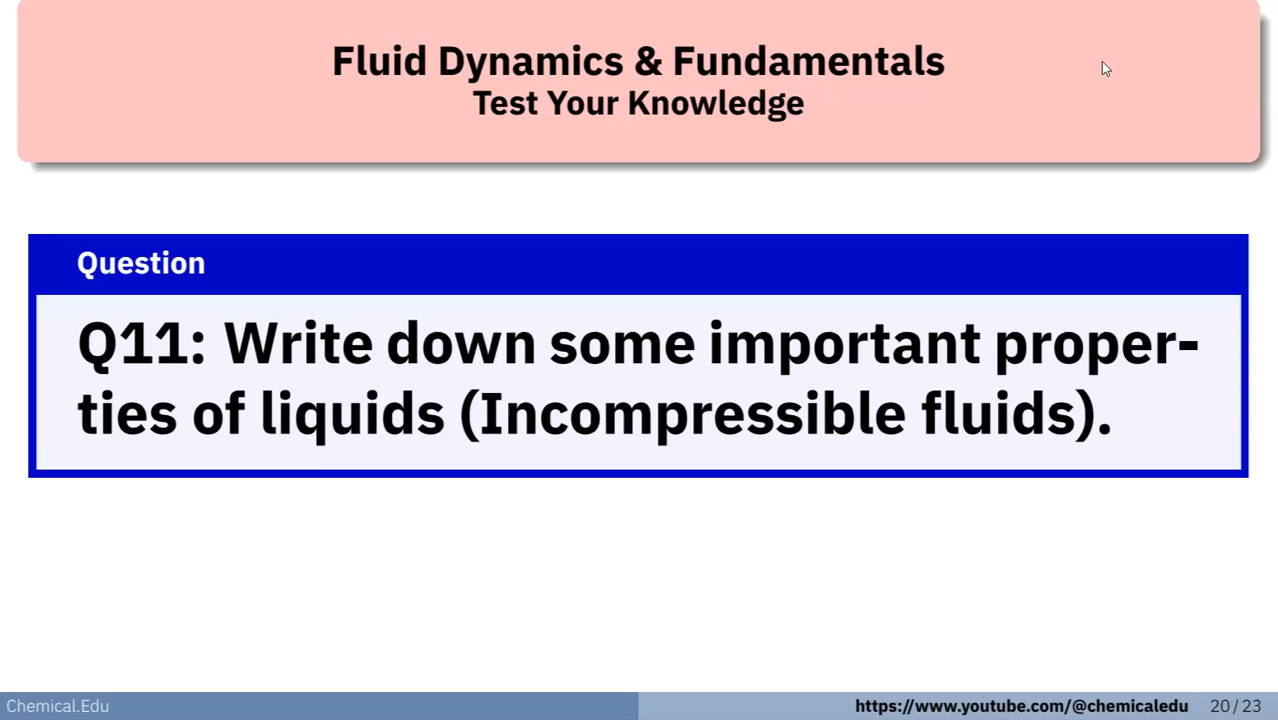 Fluid Dynamics & Fundamentals
Test Your Knowledge
Question
Q11: Write down some important proper-
ties of liquids (Incompressible fluids).
Chemical.Edu
https://www.youtube.com/@chemicaledu
20 / 23